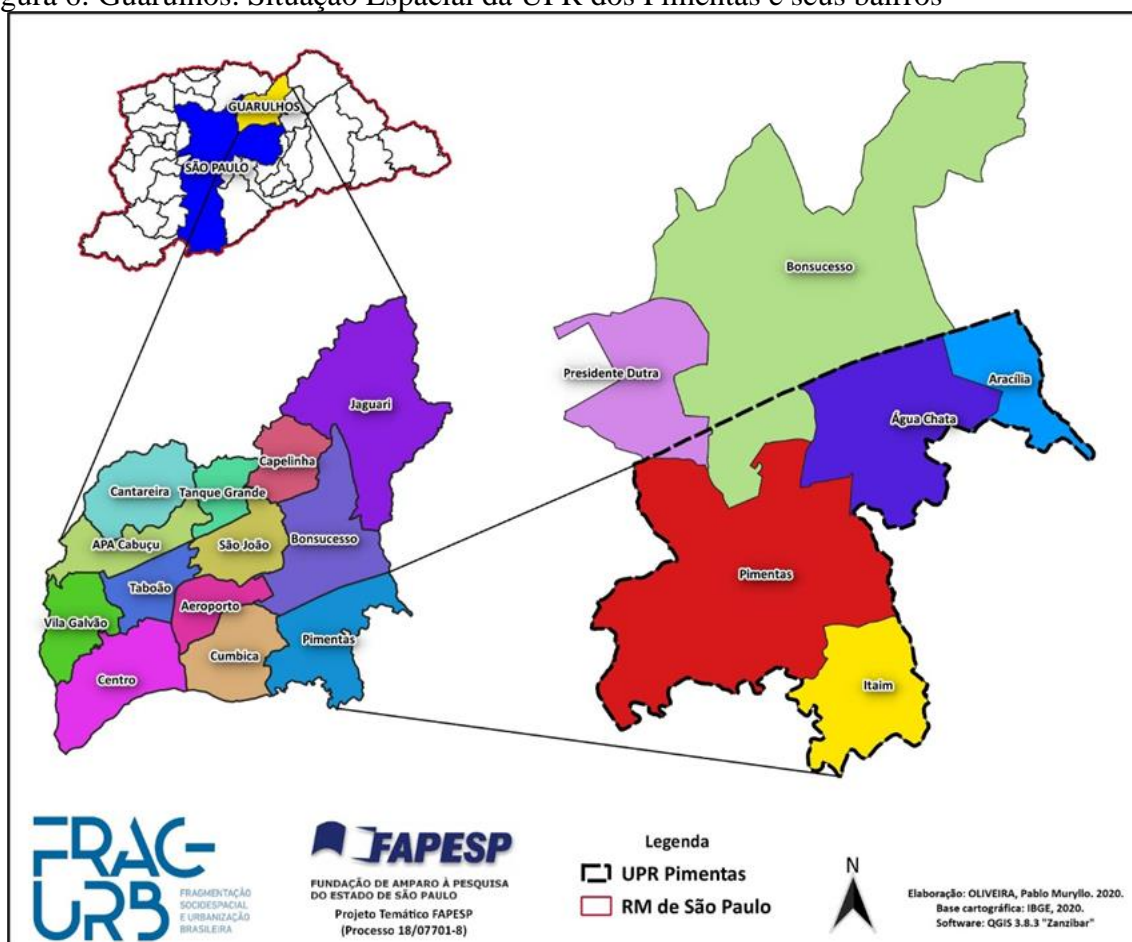 gura 6: Guarulhos: Situação Espacial da UPR dos Pimentas e seus bairros
GUARULHOS
SÃO PAULO
Bonsucesso
Presidente Dutra
Aracília
Água Chata
Pimentas
Itaim
Jaguari
Capelinha
Cantareira
Tanque Grande
APA Cabuçu
São João
Bonsucesso
Taboão
Aeroporto
Vila Galvão
Pimentas
Cumbica
Centro
FRAG-
URB
FRAGMENTAÇÃO
SOCIOESPACIAL
E URBANIZAÇÃO
BRASILEIRA
FAPESP
FUNDAÇÃO DE AMPARO À PESQUISA
DO ESTADO DE SÃO PAULO
Projeto Temático FAPESP
(Processo 18/07701-8)
Legenda
UPR Pimentas
RM de São Paulo
N
Elaboração: OLIVEIRA, Pablo Muryllo. 2020.
Base cartográfica: IBGE, 2020.
Software: QGIS 3.8.3 "Zanzibar"